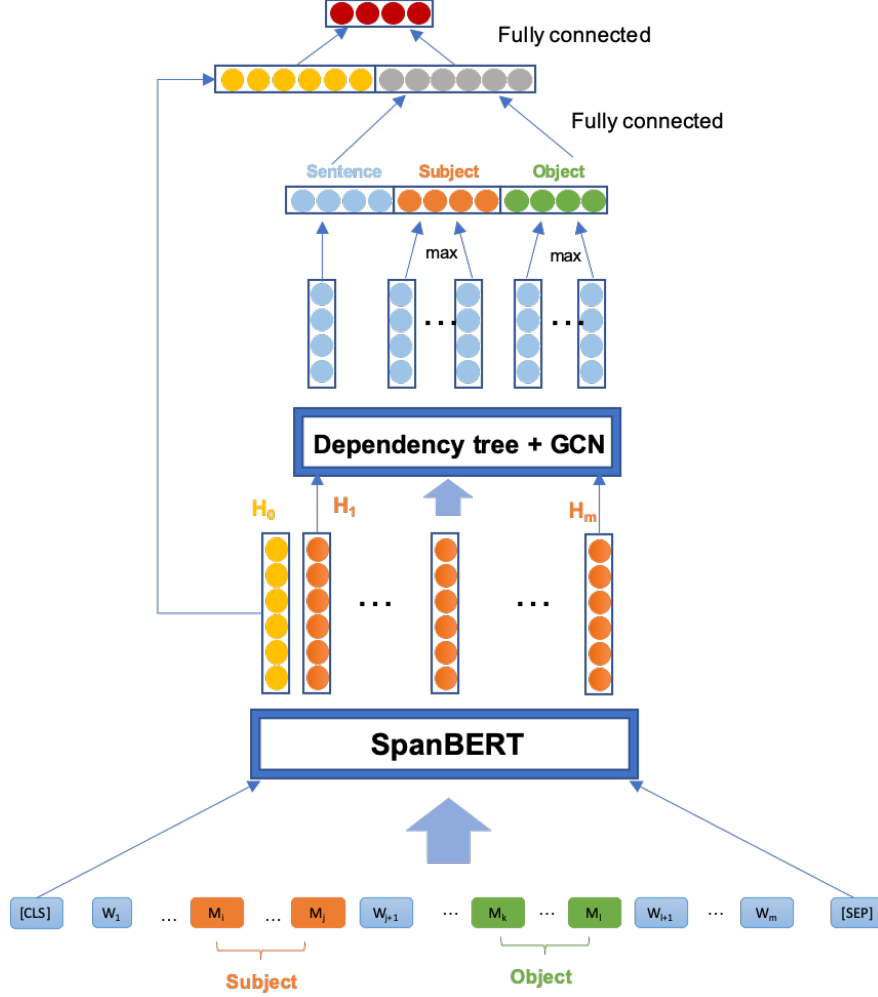 Fully connected
Fully connected
Sentence Subject Object
max max
... ...
Dependency tree + GCN
H₀ H₁ Hₘ
... ...
SpanBERT
[CLS] W₁ ... Mᵢ ... Mⱼ Wⱼ₊₁ ... Mₖ ... Mₗ Wₗ₊₁ ... Wₘ [SEP]
Subject Object